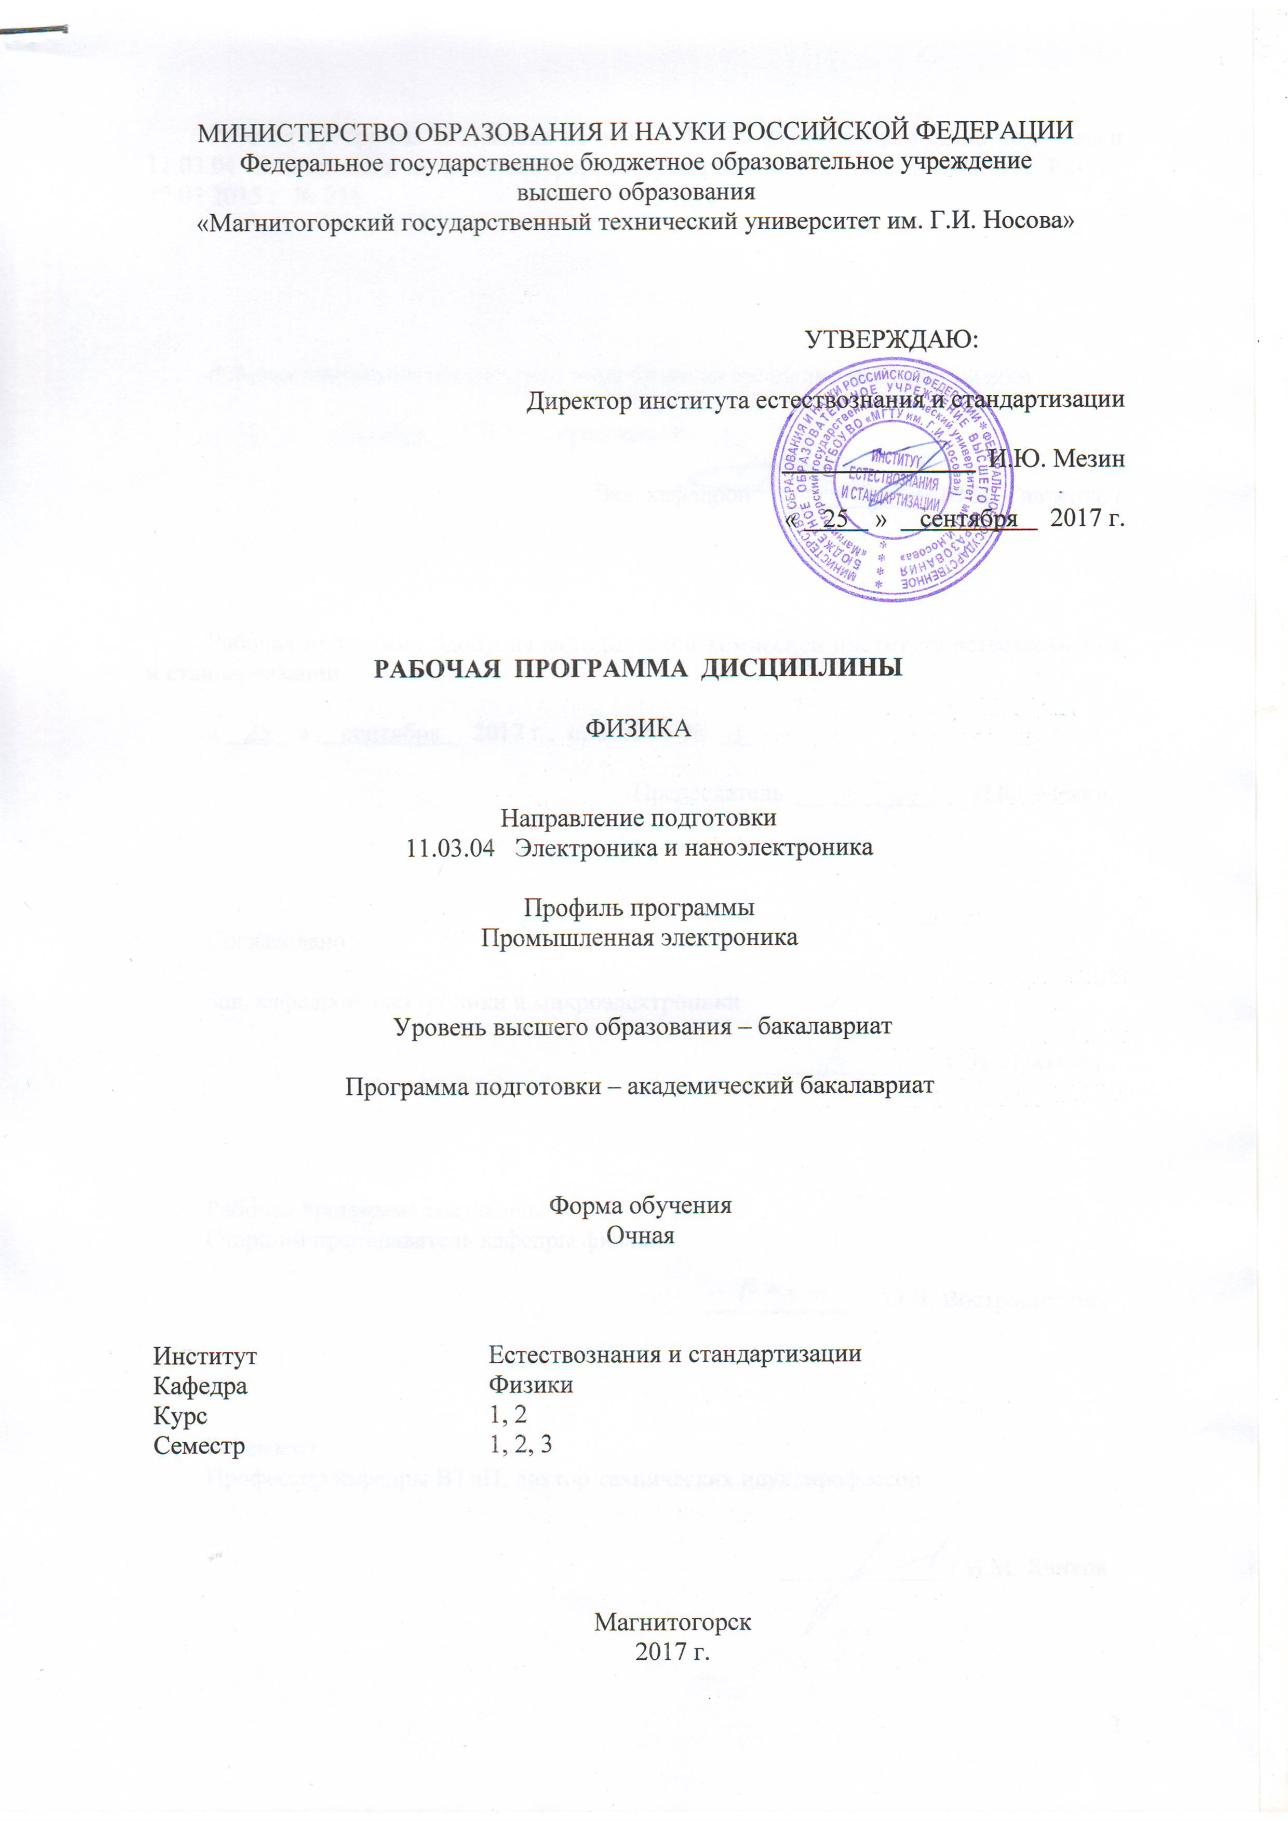 МИНИСТЕРСТВО ОБРАЗОВАНИЯ И НАУКИ РОССИЙСКОЙ ФЕДЕРАЦИИ
Федеральное государственное бюджетное образовательное учреждение
высшего образования
«Магнитогорский государственный технический университет им. Г.И. Носова»
УТВЕРЖДАЮ:
Директор института естествознания и стандартизации
И.Ю. Мезин
« 25 » сентября 2017 г.
ИНСТИТУТ
ЕСТЕСТВОЗНАНИЯ
И СТАНДАРТИЗАЦИИ
РАБОЧАЯ ПРОГРАММА ДИСЦИПЛИНЫ
ФИЗИКА
Направление подготовки
11.03.04 Электроника и наноэлектроника
Профиль программы
Промышленная электроника
Уровень высшего образования – бакалавриат
Программа подготовки – академический бакалавриат
Форма обучения
Очная
Институт Естествознания и стандартизации
Кафедра Физики
Курс 1, 2
Семестр 1, 2, 3
Магнитогорск
2017 г.